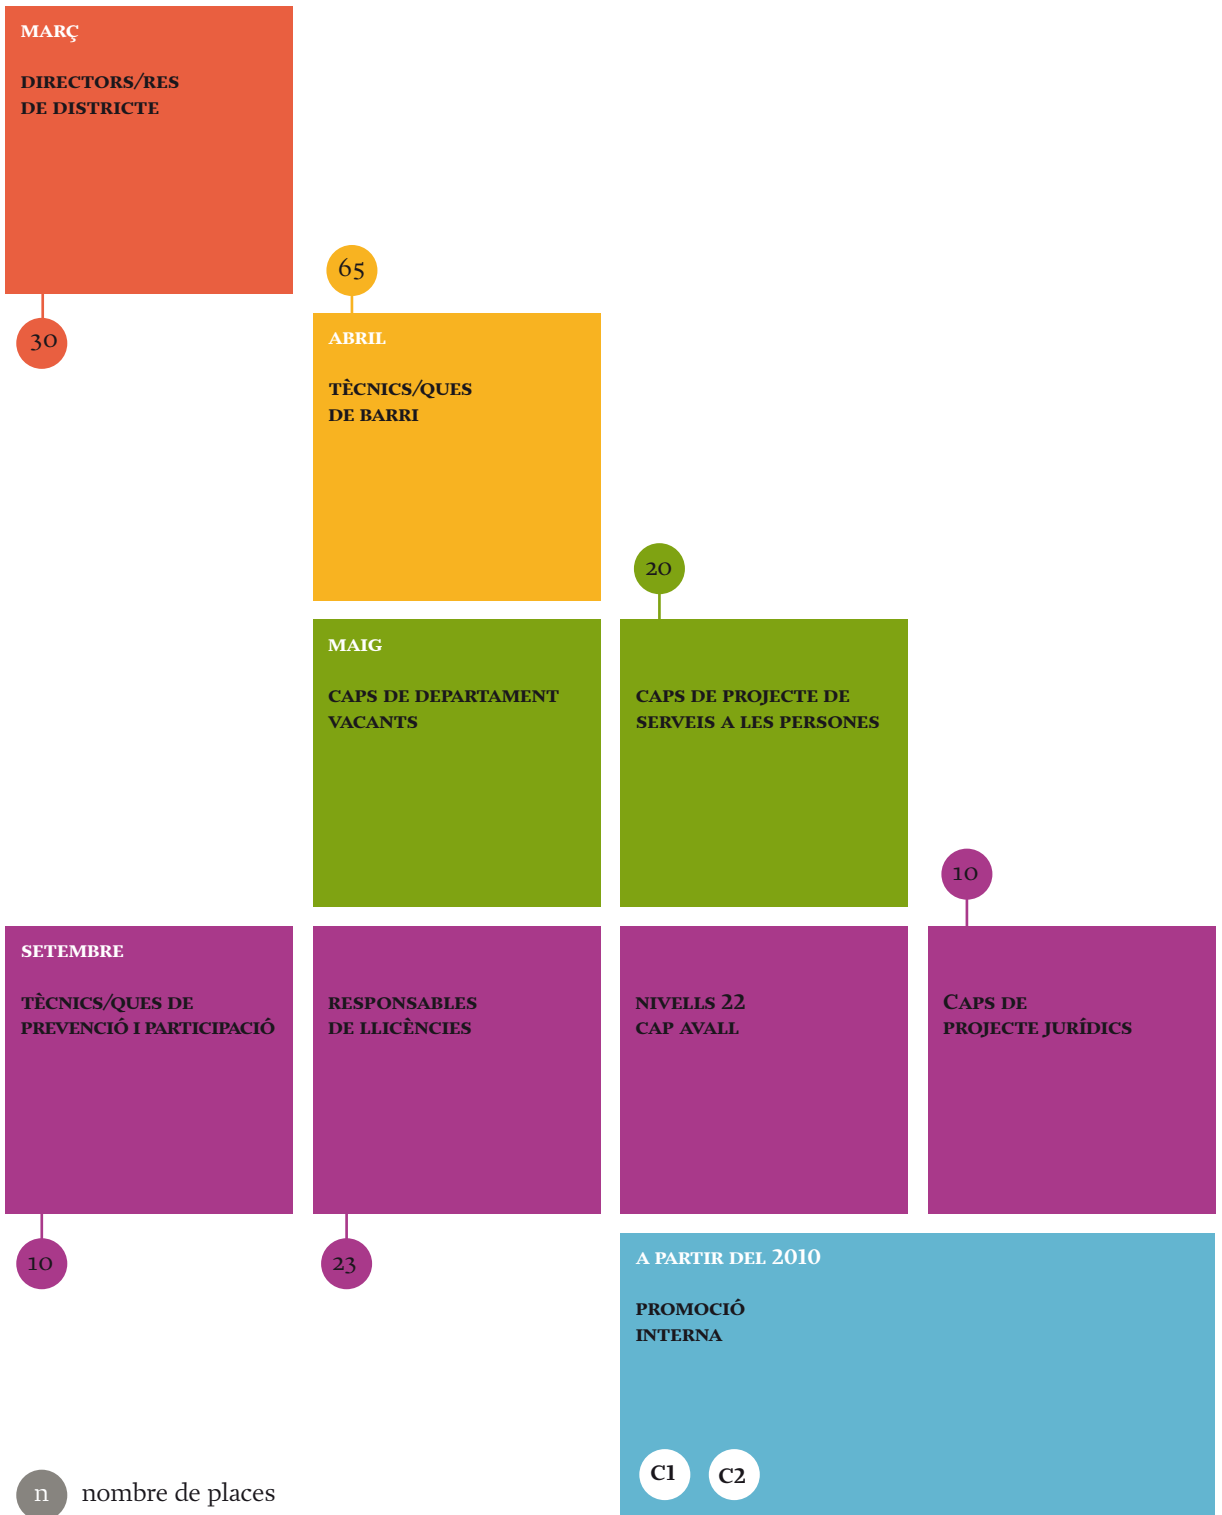 MARÇ
DIRECTORS/RES
DE DISTRICTE
30
65
ABRIL
TÈCNICS/QUES
DE BARRI
MAIG
CAPS DE DEPARTAMENT
VACANTS
20
CAPS DE PROJECTE DE
SERVEIS A LES PERSONES
SETEMBRE
TÈCNICS/QUES DE
PREVENCIÓ I PARTICIPACIÓ
10
RESPONSABLES
DE LLICÈNCIES
23
NIVELLS 22
CAP AVALL
10
CAPS DE
PROJECTE JURÍDICS
A PARTIR DEL 2010
PROMOCIÓ
INTERNA
C1
C2
n
nombre de places